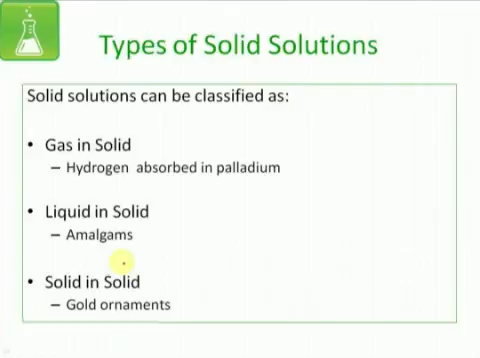 Types of Solid Solutions
Solid solutions can be classified as:
• Gas in Solid
– Hydrogen absorbed in palladium
• Liquid in Solid
– Amalgams
• Solid in Solid
– Gold ornaments